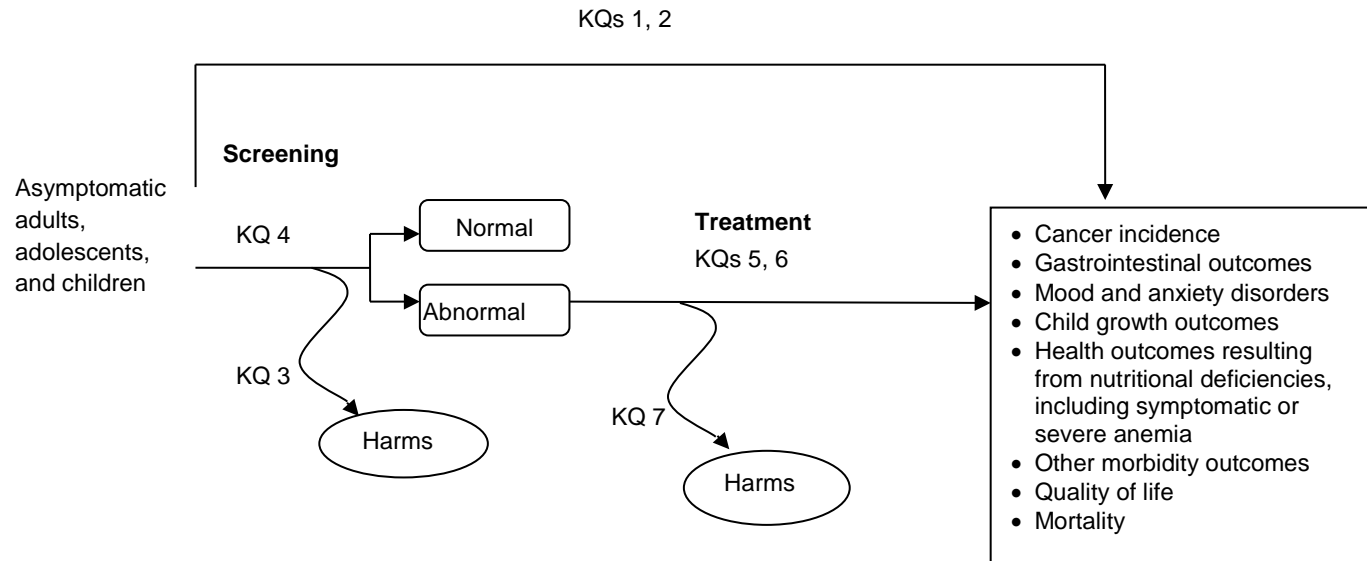 KQs 1, 2
Screening
Asymptomatic
adults,
adolescents,
and children
KQ 4
Normal
Abnormal
KQ 3
Harms
Treatment
KQs 5, 6
KQ 7
Harms
• Cancer incidence
• Gastrointestinal outcomes
• Mood and anxiety disorders
• Child growth outcomes
• Health outcomes resulting
from nutritional deficiencies,
including symptomatic or
severe anemia
• Other morbidity outcomes
• Quality of life
• Mortality